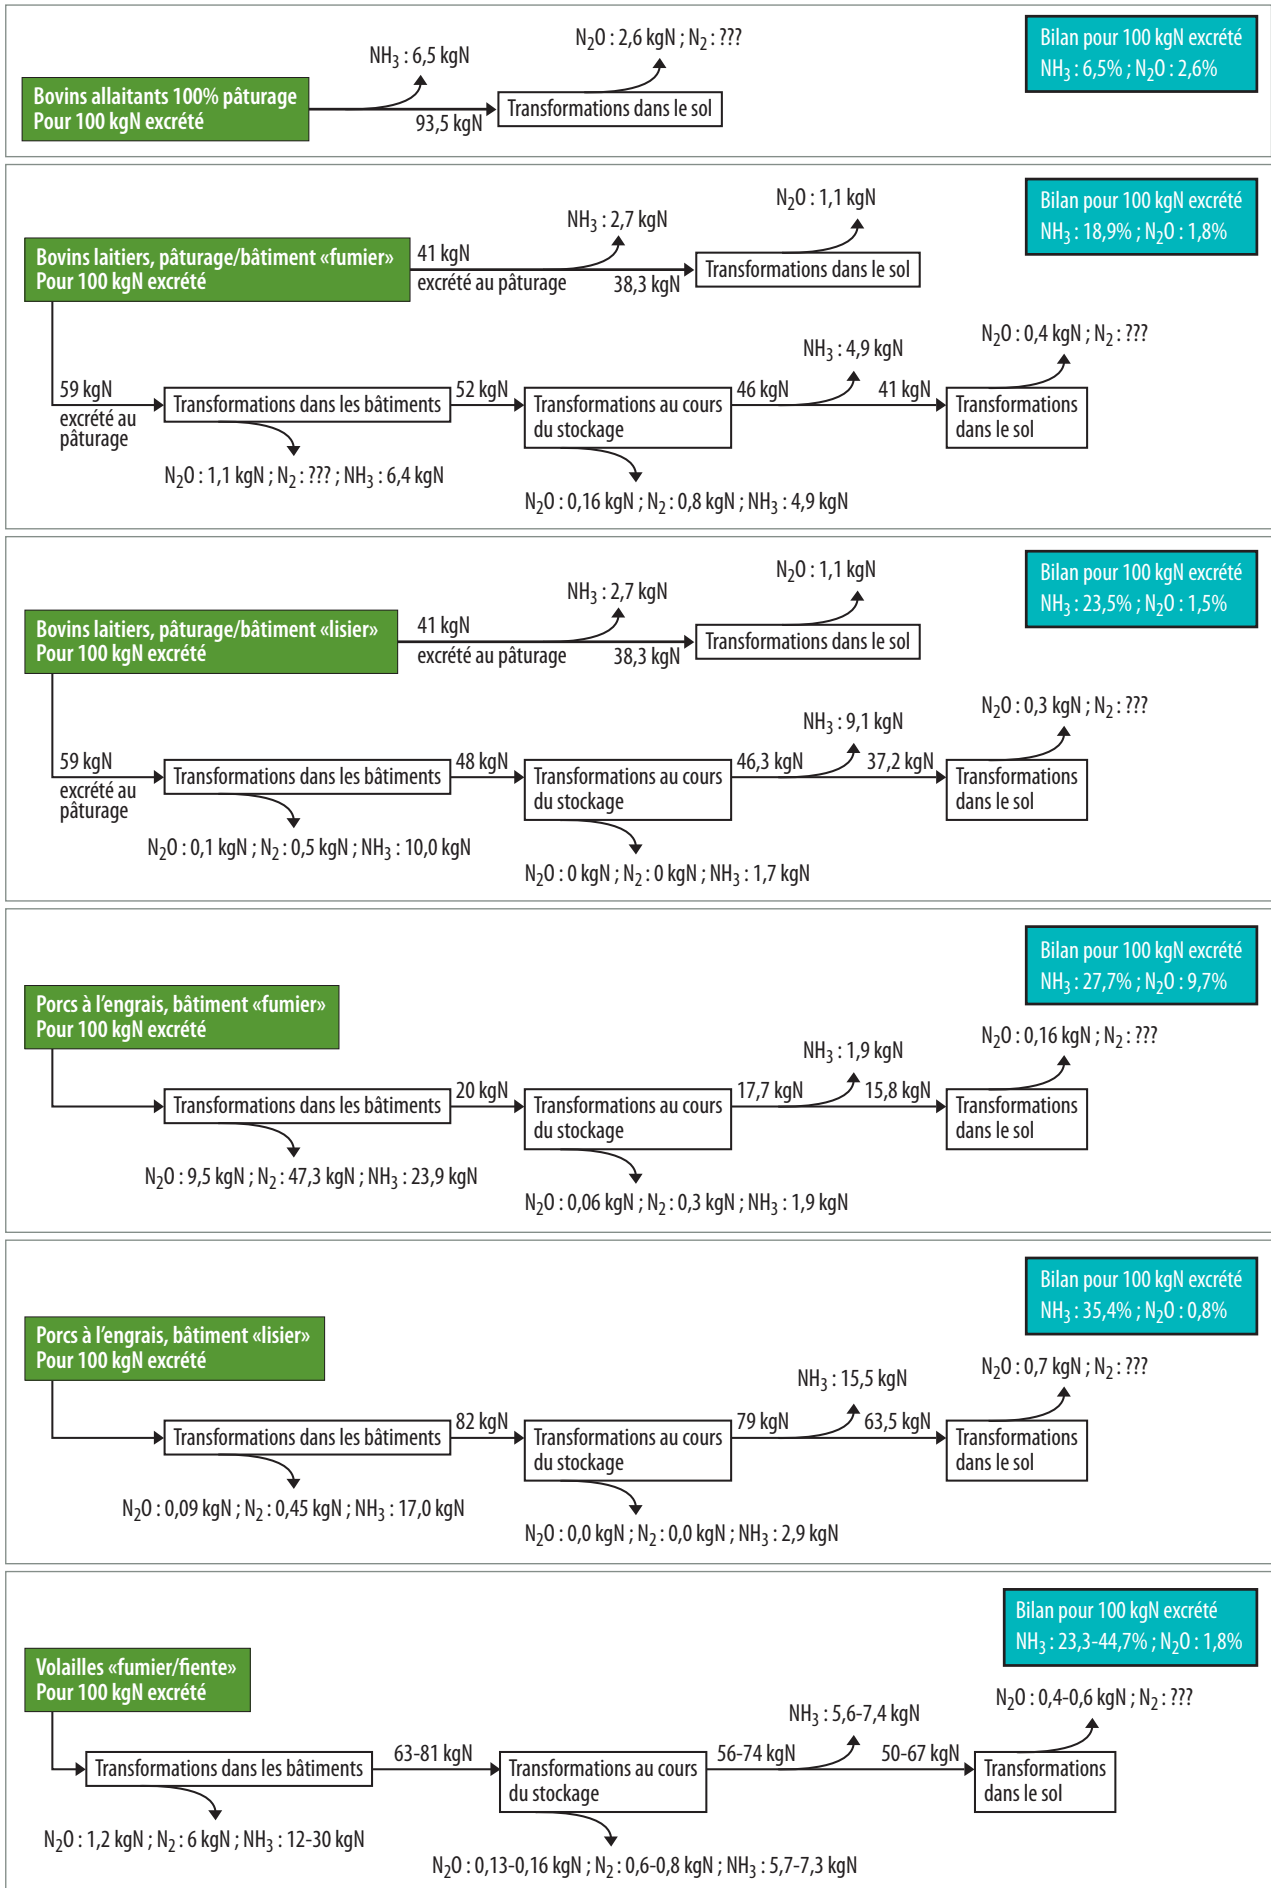 N2O : 2,6 kgN ; N2 : ???
NH3 : 6,5 kgN
Bilan pour 100 kgN excrété
NH3 : 6,5% ; N2O : 2,6%
Bovins allaitants 100% pâturage
Pour 100 kgN excrété
93,5 kgN
Transformations dans le sol
N2O : 1,1 kgN
NH3 : 2,7 kgN
Bilan pour 100 kgN excrété
NH3 : 18,9% ; N2O : 1,8%
Bovins laitiers, pâturage/bâtiment «fumier»
Pour 100 kgN excrété
41 kgN
excrété au pâturage
38,3 kgN
Transformations dans le sol
N2O : 0,4 kgN ; N2 : ???
NH3 : 4,9 kgN
59 kgN
excrété au
pâturage
Transformations dans les bâtiments
52 kgN
Transformations au cours
du stockage
46 kgN
41 kgN
Transformations
dans le sol
N2O : 1,1 kgN ; N2 : ??? ; NH3 : 6,4 kgN
N2O : 0,16 kgN ; N2 : 0,8 kgN ; NH3 : 4,9 kgN
N2O : 1,1 kgN
NH3 : 2,7 kgN
Bilan pour 100 kgN excrété
NH3 : 23,5% ; N2O : 1,5%
Bovins laitiers, pâturage/bâtiment «lisier»
Pour 100 kgN excrété
41 kgN
excrété au pâturage
38,3 kgN
Transformations dans le sol
N2O : 0,3 kgN ; N2 : ???
NH3 : 9,1 kgN
59 kgN
excrété au
pâturage
Transformations dans les bâtiments
48 kgN
Transformations au cours
du stockage
46,3 kgN
37,2 kgN
Transformations
dans le sol
N2O : 0,1 kgN ; N2 : 0,5 kgN ; NH3 : 10,0 kgN
N2O : 0 kgN ; N2 : 0 kgN ; NH3 : 1,7 kgN
Bilan pour 100 kgN excrété
NH3 : 27,7% ; N2O : 9,7%
Porcs à l'engrais, bâtiment «fumier»
Pour 100 kgN excrété
N2O : 0,16 kgN ; N2 : ???
NH3 : 1,9 kgN
Transformations dans les bâtiments
20 kgN
Transformations au cours
du stockage
17,7 kgN
15,8 kgN
Transformations
dans le sol
N2O : 9,5 kgN ; N2 : 47,3 kgN ; NH3 : 23,9 kgN
N2O : 0,06 kgN ; N2 : 0,3 kgN ; NH3 : 1,9 kgN
Bilan pour 100 kgN excrété
NH3 : 35,4% ; N2O : 0,8%
Porcs à l'engrais, bâtiment «lisier»
Pour 100 kgN excrété
N2O : 0,7 kgN ; N2 : ???
NH3 : 15,5 kgN
Transformations dans les bâtiments
82 kgN
Transformations au cours
du stockage
79 kgN
63,5 kgN
Transformations
dans le sol
N2O : 0,09 kgN ; N2 : 0,45 kgN ; NH3 : 17,0 kgN
N2O : 0,0 kgN ; N2 : 0,0 kgN ; NH3 : 2,9 kgN
Bilan pour 100 kgN excrété
NH3 : 23,3-44,7% ; N2O : 1,8%
Volailles «fumier/fiente»
Pour 100 kgN excrété
N2O : 0,4-0,6 kgN ; N2 : ???
NH3 : 5,6-7,4 kgN
Transformations dans les bâtiments
63-81 kgN
Transformations au cours
du stockage
56-74 kgN
50-67 kgN
Transformations
dans le sol
N2O : 1,2 kgN ; N2 : 6 kgN ; NH3 : 12-30 kgN
N2O : 0,13-0,16 kgN ; N2 : 0,6-0,8 kgN ; NH3 : 5,7-7,3 kgN